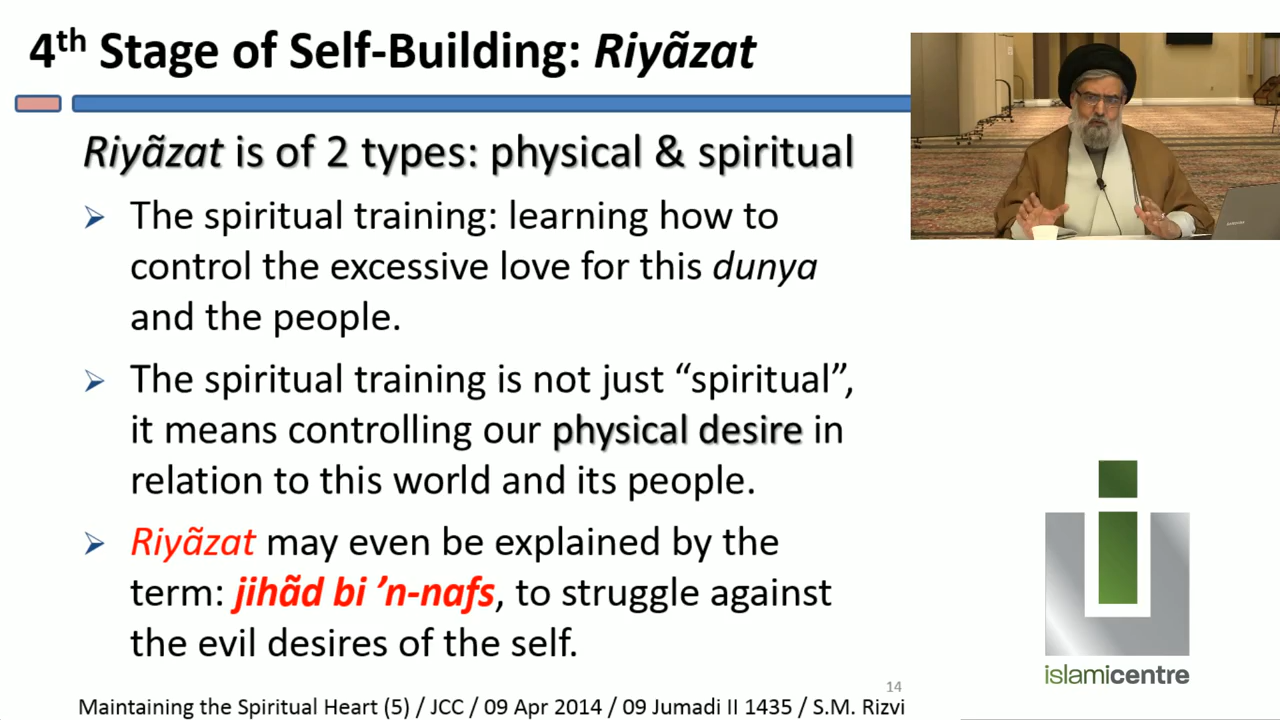 4th Stage of Self-Building: Riyãzat
Riyãzat is of 2 types: physical & spiritual
The spiritual training: learning how to
control the excessive love for this dunya
and the people.
The spiritual training is not just “spiritual”,
it means controlling our physical desire in
relation to this world and its people.
Riyãzat may even be explained by the
term: jihãd bi ’n-nafs, to struggle against
the evil desires of the self.
islamicentre
14
Maintaining the Spiritual Heart (5) / JCC / 09 Apr 2014 / 09 Jumadi II 1435 / S.M. Rizvi